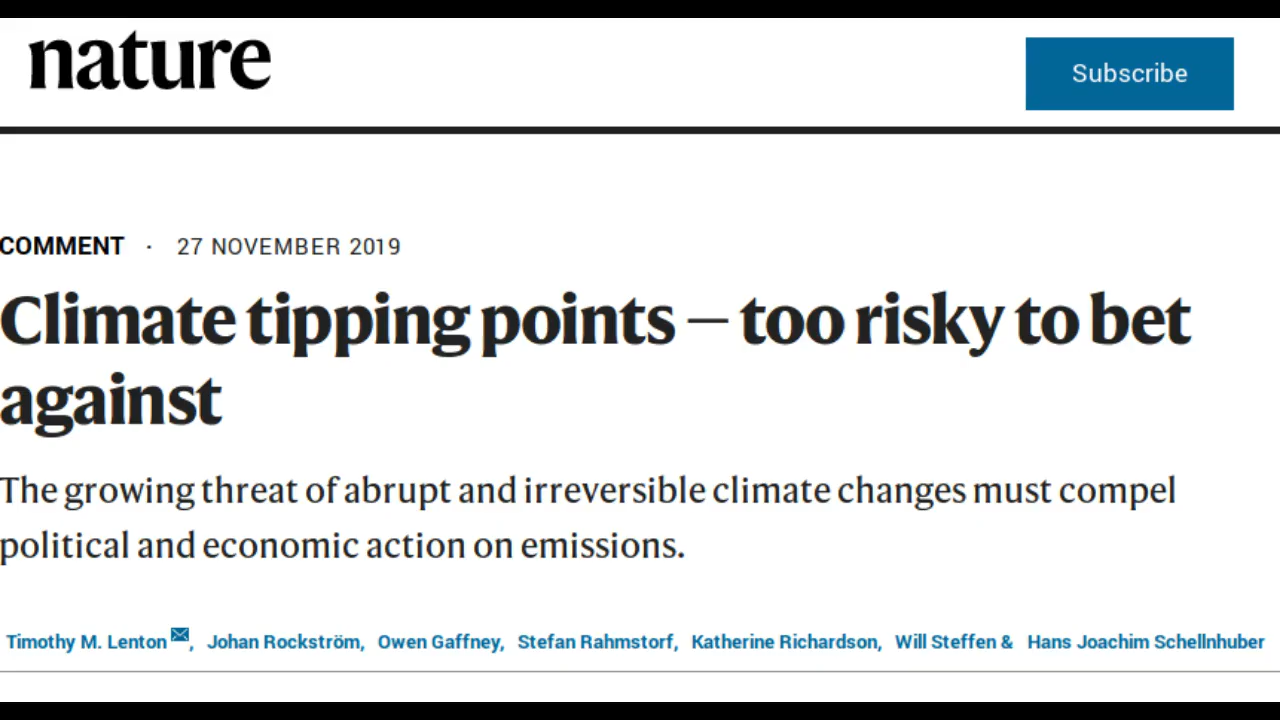 nature
Subscribe
COMMENT · 27 NOVEMBER 2019
Climate tipping points — too risky to bet
against
The growing threat of abrupt and irreversible climate changes must compel
political and economic action on emissions.
Timothy M. Lenton, Johan Rockström, Owen Gaffney, Stefan Rahmstorf, Katherine Richardson, Will Steffen & Hans Joachim Schellnhuber